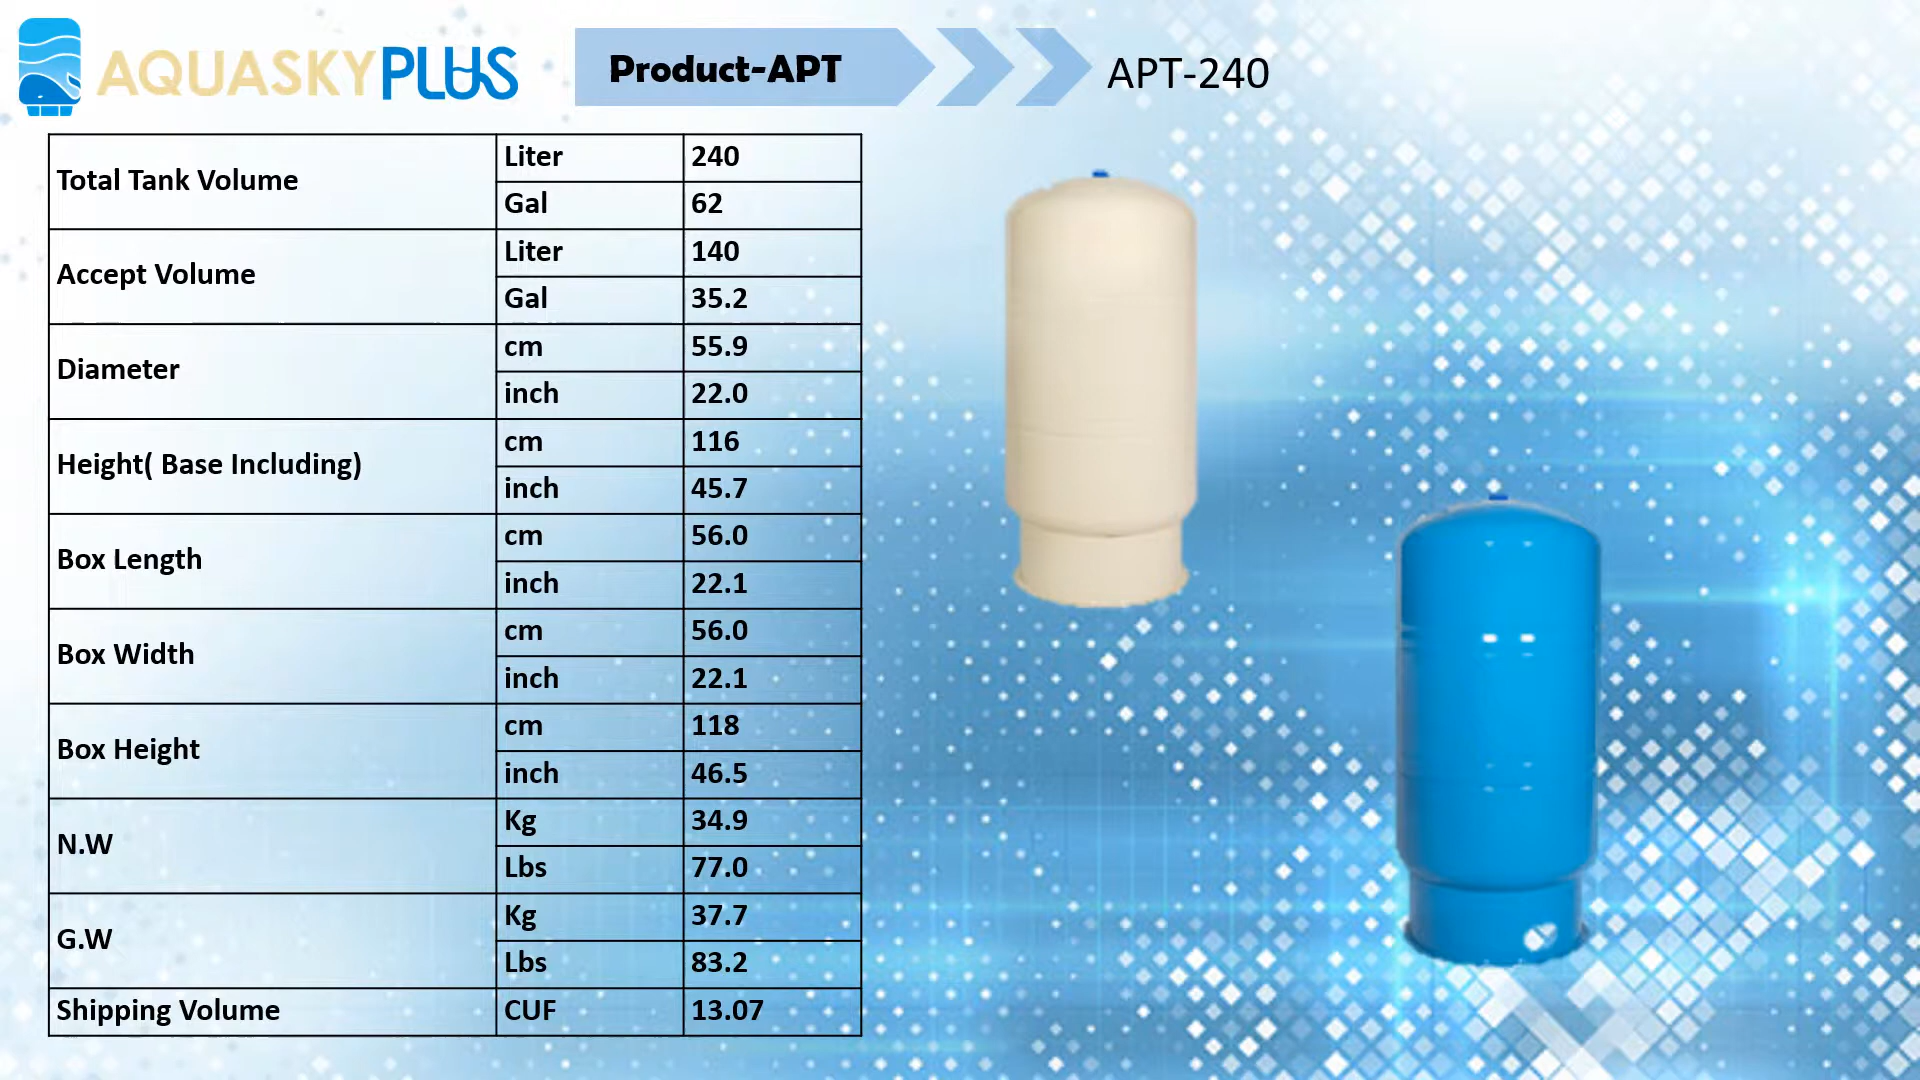 AQUASKYPLUS
Product-APT
APT-240
Total Tank Volume
Liter
240
Gal
62
Accept Volume
Liter
140
Gal
35.2
Diameter
cm
55.9
inch
22.0
Height( Base Including)
cm
116
inch
45.7
Box Length
cm
56.0
inch
22.1
Box Width
cm
56.0
inch
22.1
Box Height
cm
118
inch
46.5
N.W
Kg
34.9
Lbs
77.0
G.W
Kg
37.7
Lbs
83.2
Shipping Volume
CUF
13.07